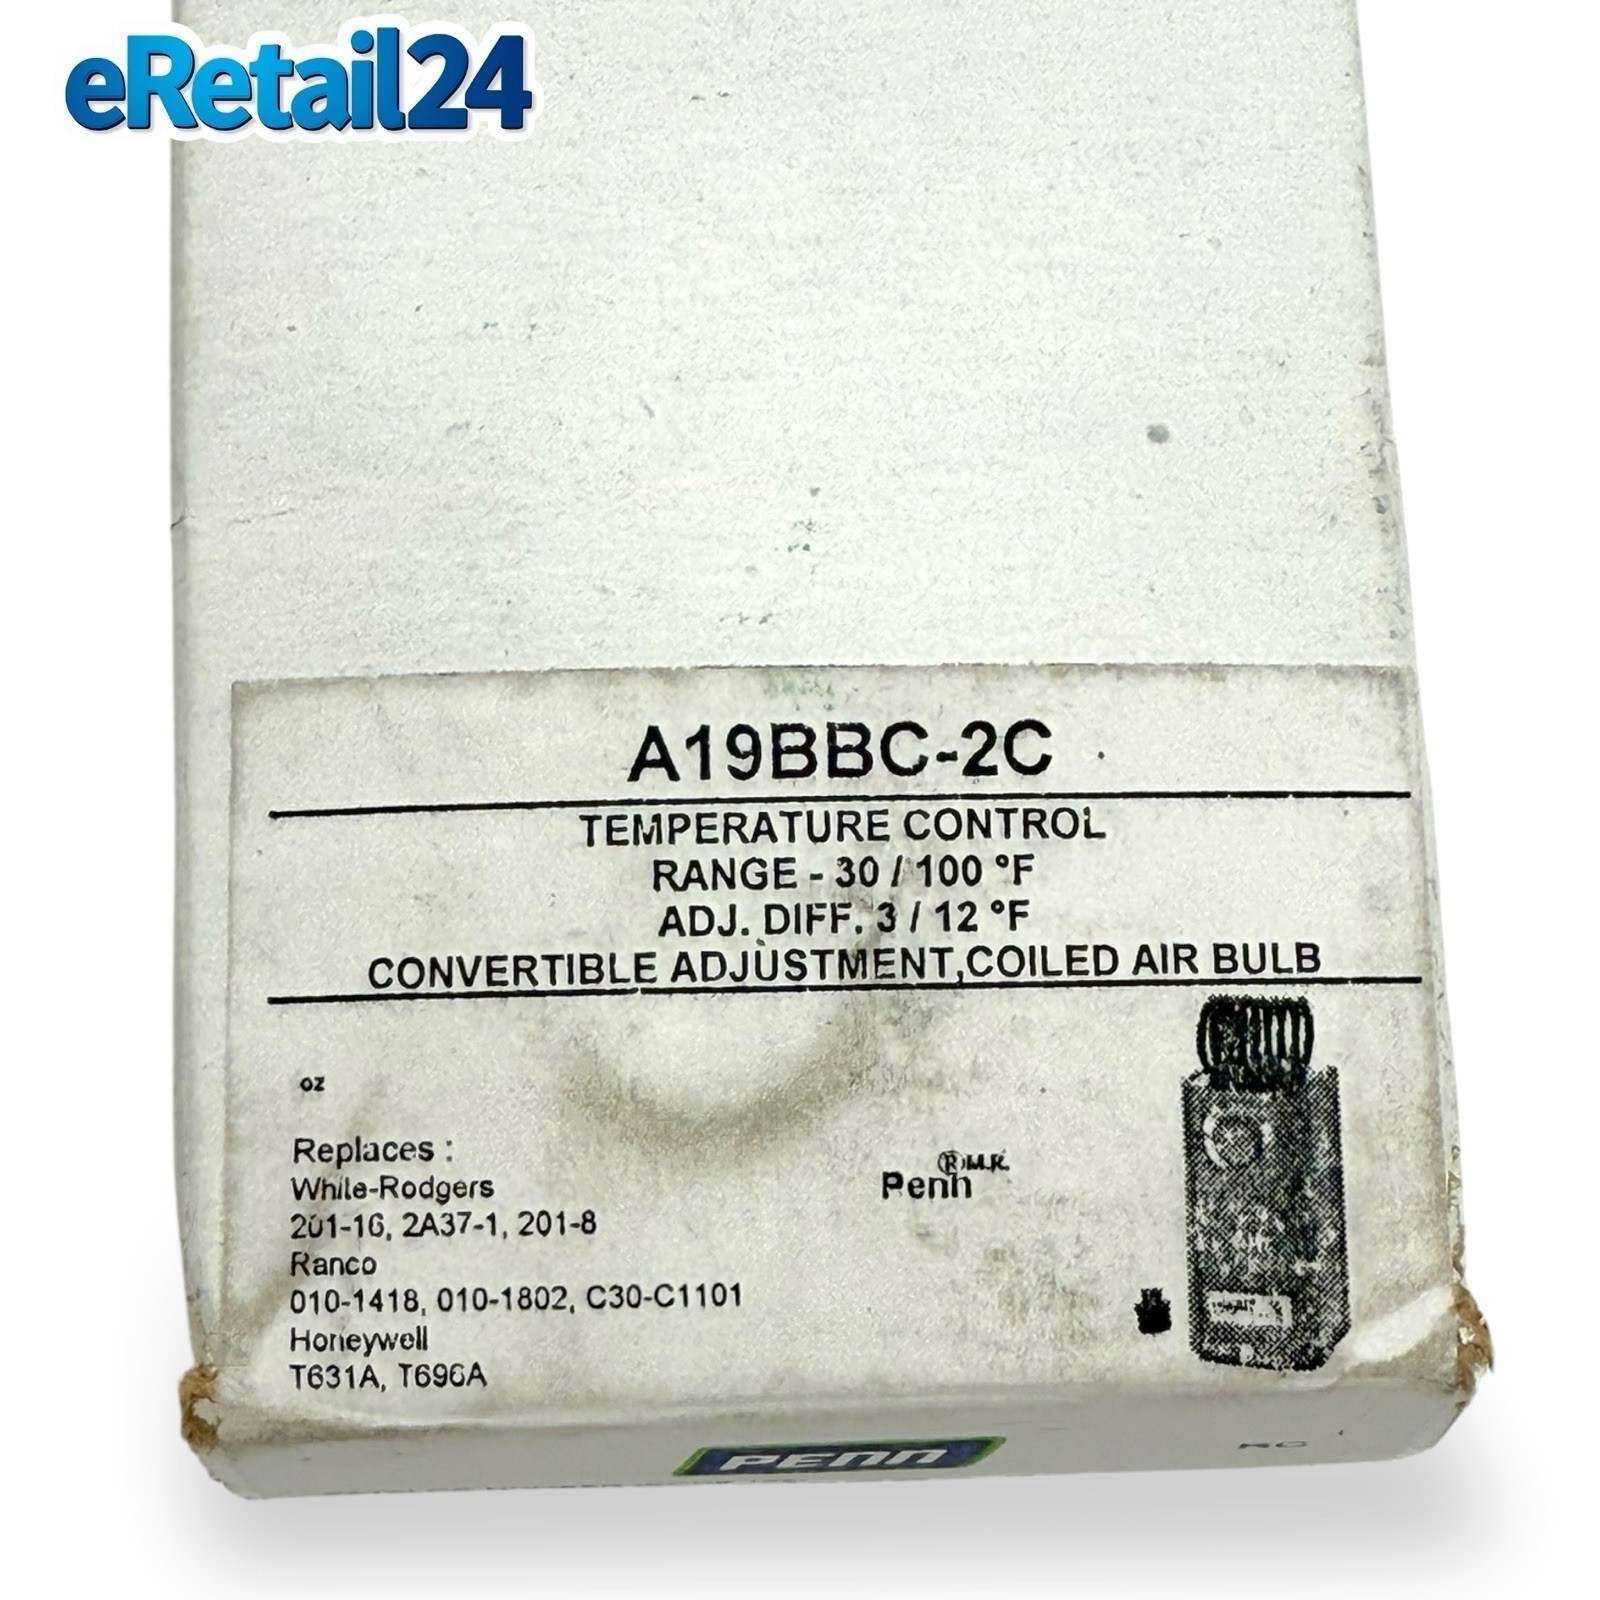 eRetail24
A19BBC-2C
TEMPERATURE CONTROL
RANGE - 30 / 100 °F
ADJ. DIFF. 3 / 12 °F
CONVERTIBLE ADJUSTMENT,COILED AIR BULB
oz
Replaces :
While-Rodgers
201-16, 2A37-1, 201-8
Ranco
010-1418, 010-1802, C30-C1101
Honeywell
T631A, T696A
® M.R.
Penn
PENN